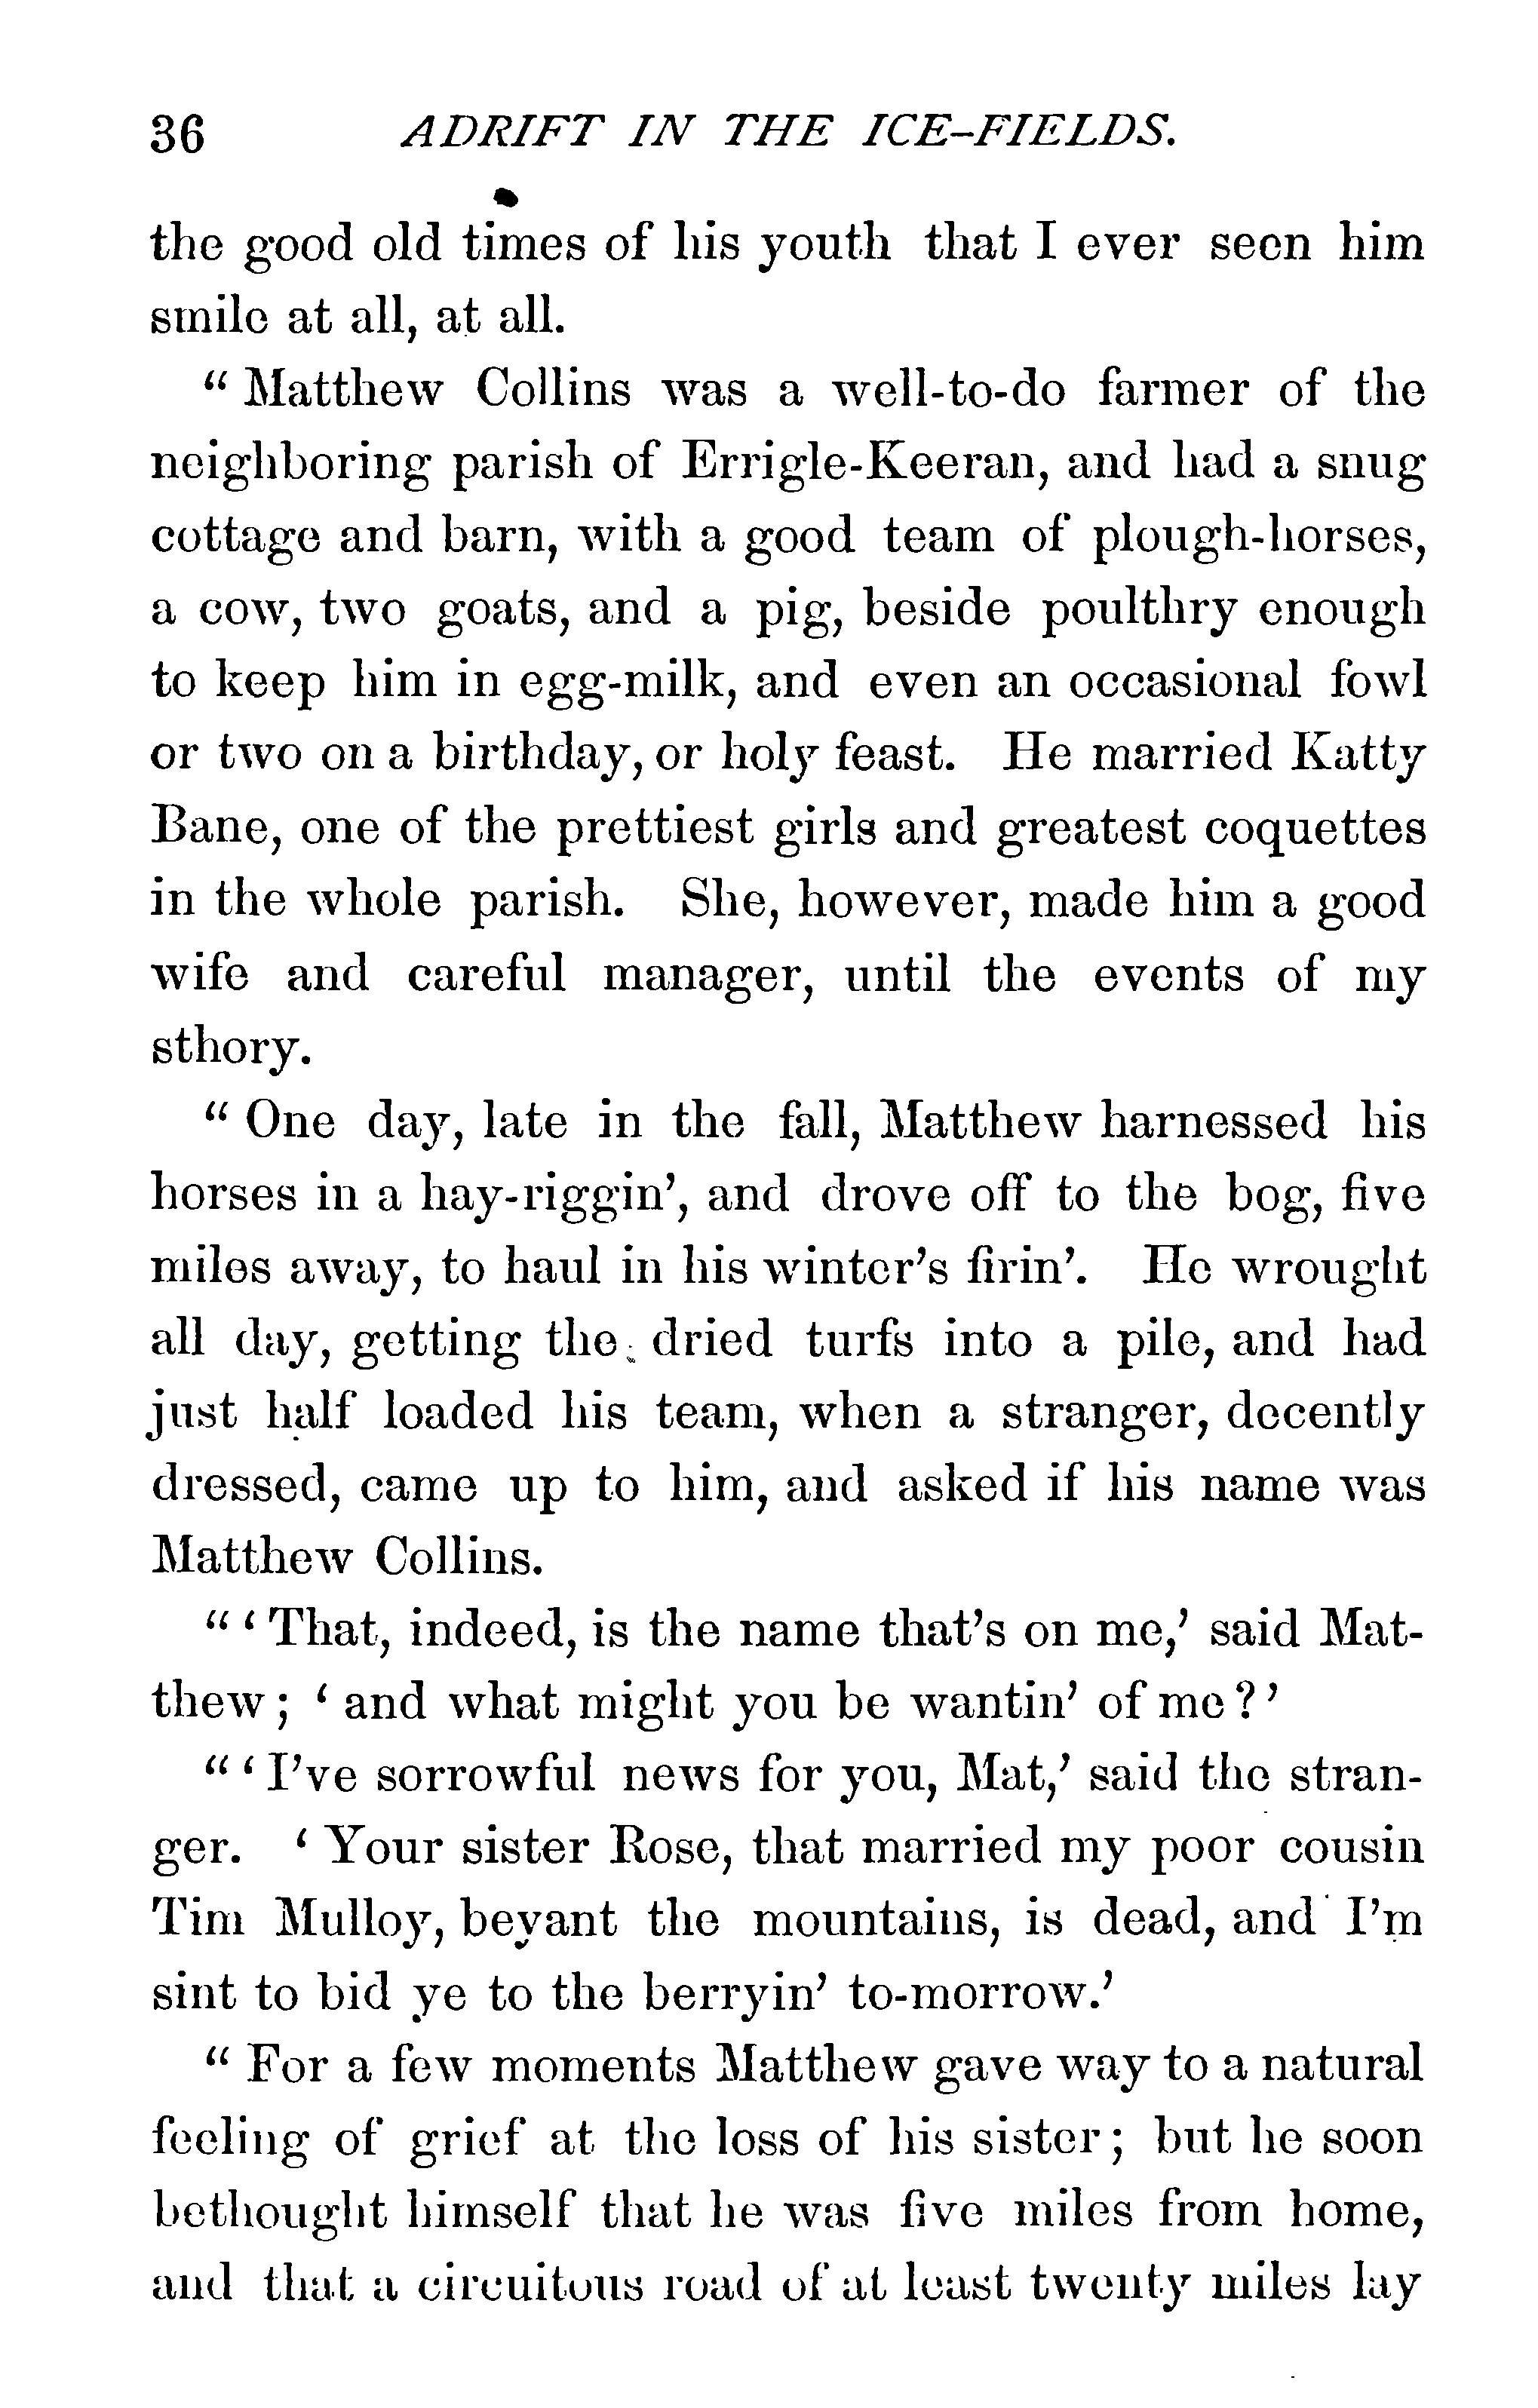 36 ADRIFT IN THE ICE-FIELDS.
the good old times of his youth that I ever seen him
smile at all, at all.
“ Matthew Collins was a well-to-do farmer of the
neighboring parish of Errigle-Keeran, and had a snug
cottage and barn, with a good team of plough-horses,
a cow, two goats, and a pig, beside poulthry enough
to keep him in egg-milk, and even an occasional fowl
or two on a birthday, or holy feast. He married Katty
Bane, one of the prettiest girls and greatest coquettes
in the whole parish. She, however, made him a good
wife and careful manager, until the events of my
sthory.
“ One day, late in the fall, Matthew harnessed his
horses in a hay-riggin’, and drove off to the bog, five
miles away, to haul in his winter’s firin’. He wrought
all day, getting the dried turfs into a pile, and had
just half loaded his team, when a stranger, decently
dressed, came up to him, and asked if his name was
Matthew Collins.
“ ‘ That, indeed, is the name that’s on me,’ said Mat-
thew ; ‘ and what might you be wantin’ of me ? ’
“ ‘ I’ve sorrowful news for you, Mat,’ said the stran-
ger. ‘ Your sister Rose, that married my poor cousin
Tim Mulloy, beyant the mountains, is dead, and I’m
sint to bid ye to the berryin’ to-morrow.’
“ For a few moments Matthew gave way to a natural
feeling of grief at the loss of his sister ; but he soon
bethought himself that he was five miles from home,
and that a circuitous road of at least twenty miles lay